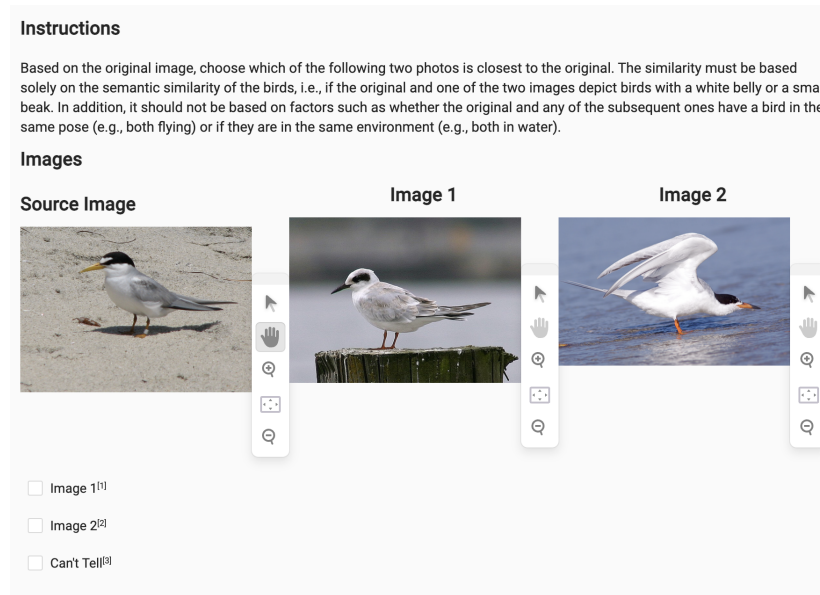 Instructions
Based on the original image, choose which of the following two photos is closest to the original. The similarity must be based
solely on the semantic similarity of the birds, i.e., if the original and one of the two images depict birds with a white belly or a sma
beak. In addition, it should not be based on factors such as whether the original and any of the subsequent ones have a bird in the
same pose (e.g., both flying) or if they are in the same environment (e.g., both in water).
Images
Source Image
Image 1
Image 2
Image 1[1]
Image 2[2]
Can't Tell[3]